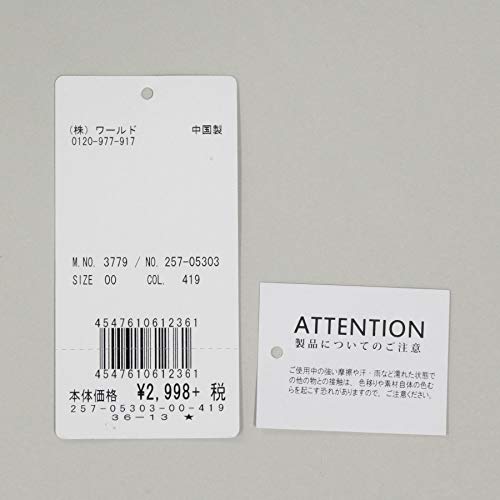 (株) ワールド 中国製
0120-977-917
M.NO. 3779 / NO. 257-05303
SIZE 00 COL. 419
4547610612361
4547610612361
本体価格 ¥2,998+ 税
257-05303-00-419
36-13 ★
ATTENTION
製品についてのご注意
ご使用中の強い摩擦や汗・雨など濡れた状態で
の他の物との接触は、色移りや素材自体の色む
らを起こす恐れがありますので、ご注意ください。